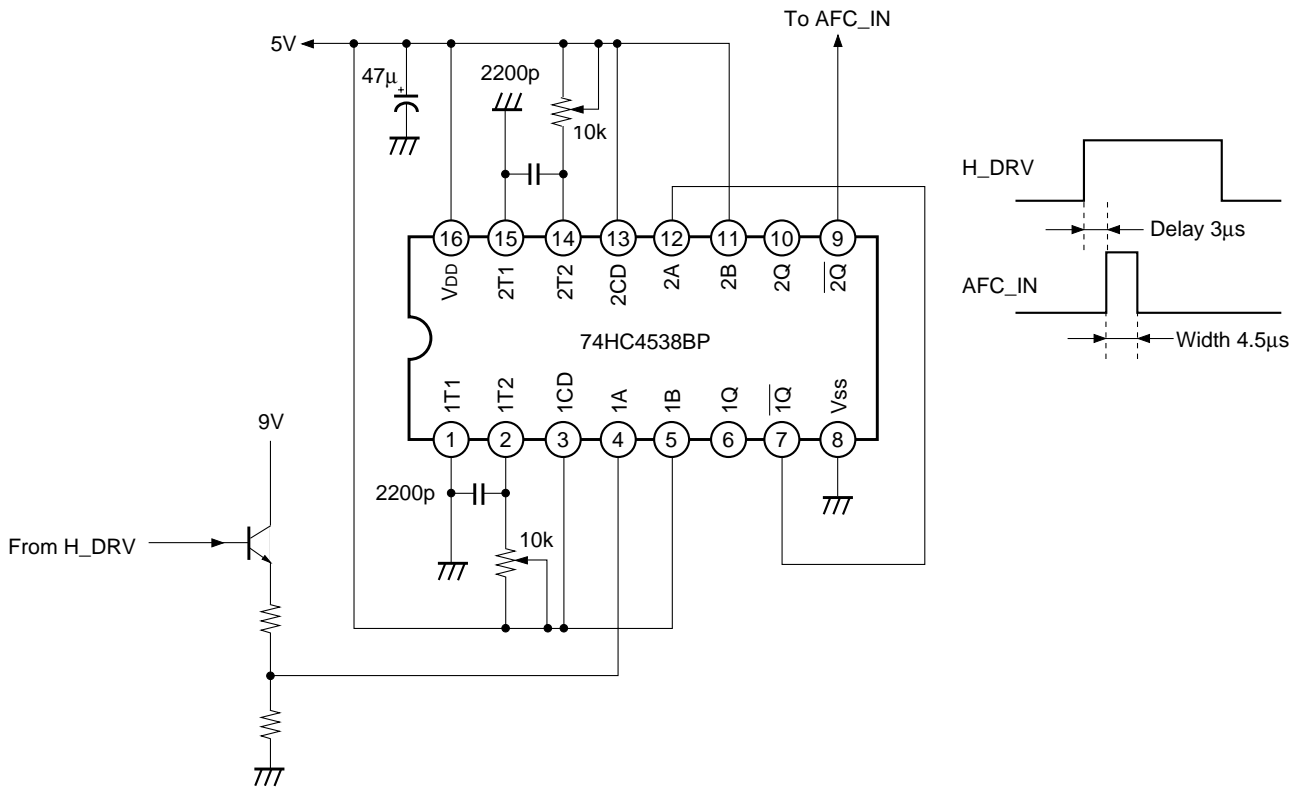 To AFC_IN
5V
47µ
+
2200p
10k
16 15 14 13 12 11 10 9
VDD 2T1 2T2 2CD 2A 2B 2Q 2Q
74HC4538BP
1T1 1T2 1CD 1A 1B 1Q 1Q Vss
1 2 3 4 5 6 7 8
9V
2200p
10k
From H_DRV
H_DRV
Delay 3µs
AFC_IN
Width 4.5µs